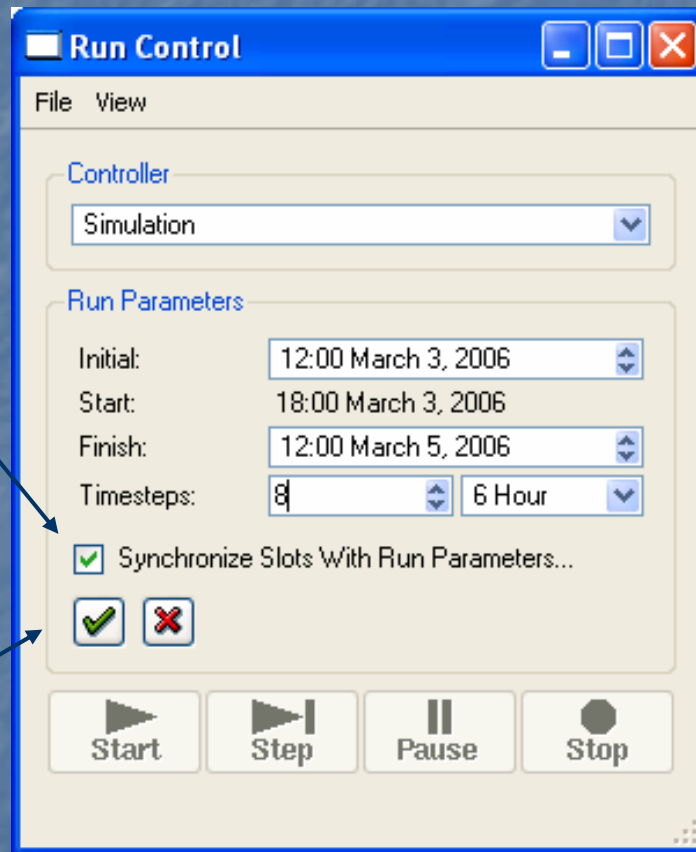 Run Control
File View
Controller
Simulation
Run Parameters
Initial: 12:00 March 3, 2006
Start: 18:00 March 3, 2006
Finish: 12:00 March 5, 2006
Timesteps: 8 6 Hour
Synchronize Slots With Run Parameters...
Start Step Pause Stop